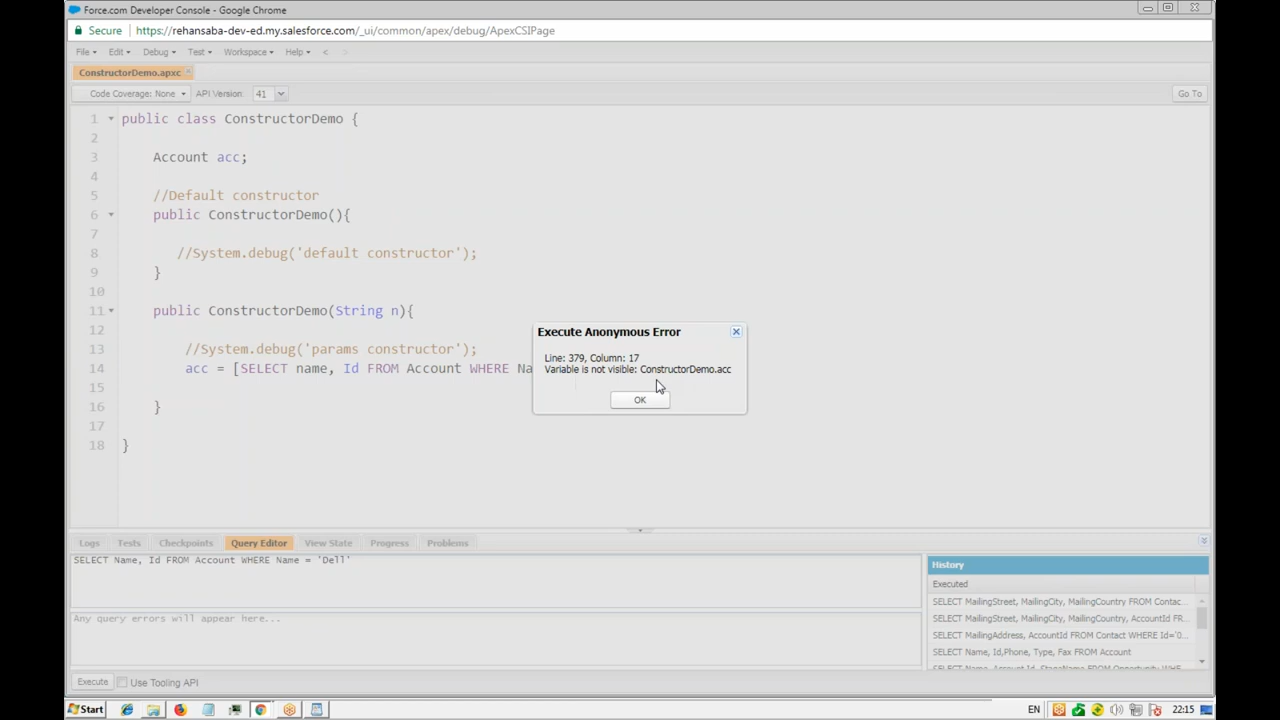 Force.com Developer Console - Google Chrome
Secure https://rehansaba-dev-ed.my.salesforce.com/_ui/common/apex/debug/ApexCSIPage
File Edit Debug Test Workspace Help < >
ConstructorDemo.apxc
Code Coverage: None API Version: 41 Go To
1 public class ConstructorDemo {
2
3 Account acc;
4
5 //Default constructor
6 public ConstructorDemo(){
7
8 //System.debug('default constructor');
9 }
10
11 public ConstructorDemo(String n){
12
13 //System.debug('params constructor');
14 acc = [SELECT name, Id FROM Account WHERE Na
15
16 }
17
18 }
Execute Anonymous Error
Line: 379, Column: 17
Variable is not visible: ConstructorDemo.acc
OK
Logs Tests Checkpoints Query Editor View State Progress Problems
SELECT Name, Id FROM Account WHERE Name = 'Dell'
Any query errors will appear here...
History
Executed
SELECT MailingStreet, MailingCity, MailingCountry FROM Contac...
SELECT MailingStreet, MailingCity, MailingCountry, AccountId FR...
SELECT MailingAddress, AccountId FROM Contact WHERE Id='0...
SELECT Name, Id,Phone, Type, Fax FROM Account
SELECT Name, Account.Id, StageName FROM Opportunity WHE...
Execute Use Tooling API
Start EN 22:15